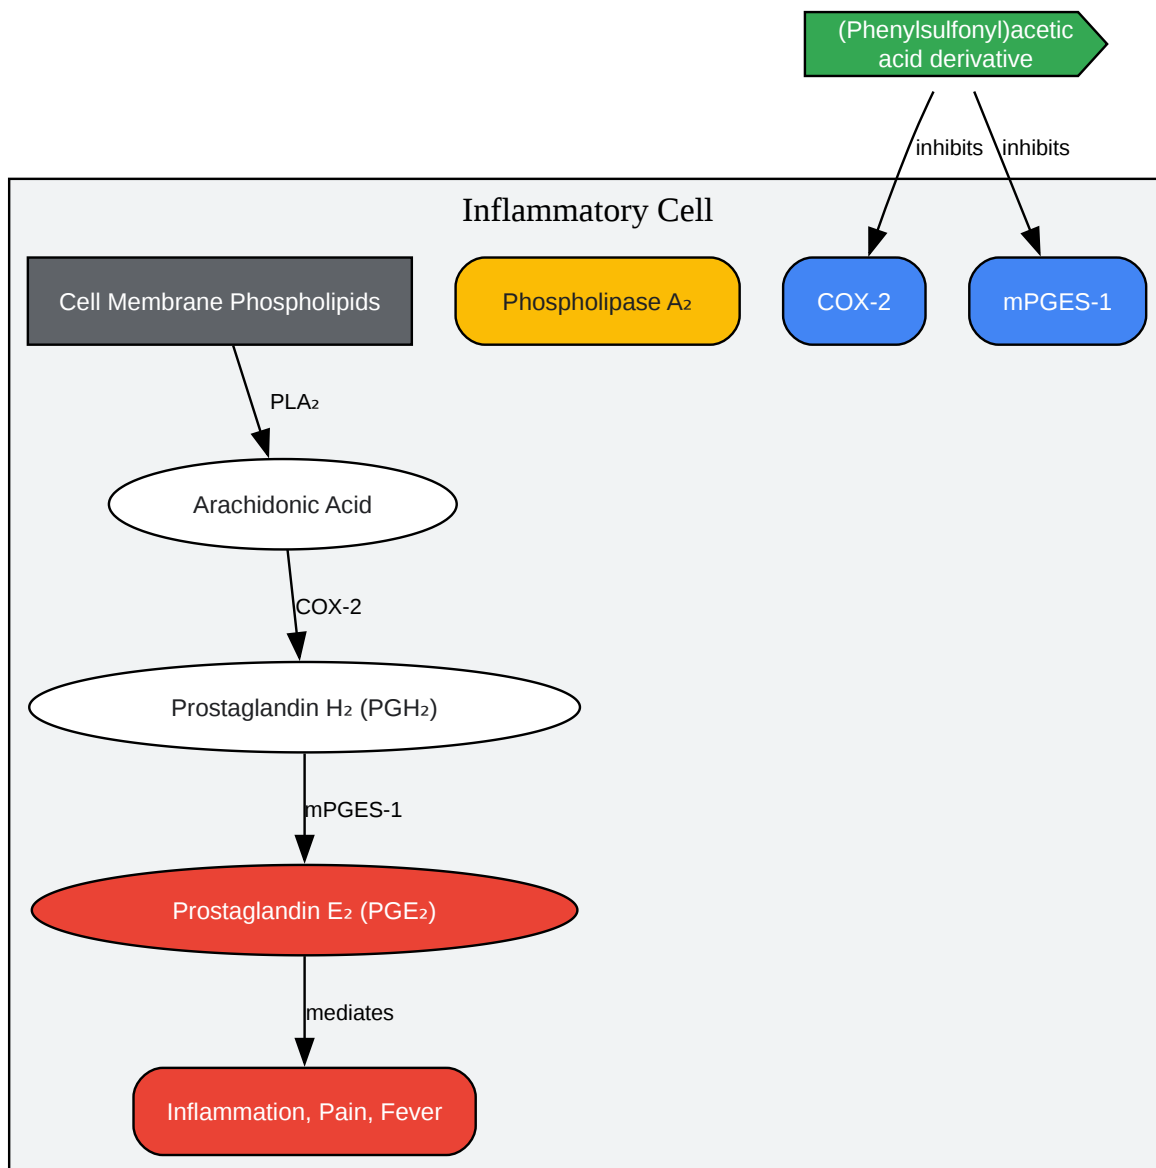 (Phenylsulfonyl)acetic
acid derivative
inhibits
inhibits
Inflammatory Cell
Cell Membrane Phospholipids
Phospholipase A₂
COX-2
mPGES-1
PLA₂
Arachidonic Acid
COX-2
Prostaglandin H₂ (PGH₂)
mPGES-1
Prostaglandin E₂ (PGE₂)
mediates
Inflammation, Pain, Fever